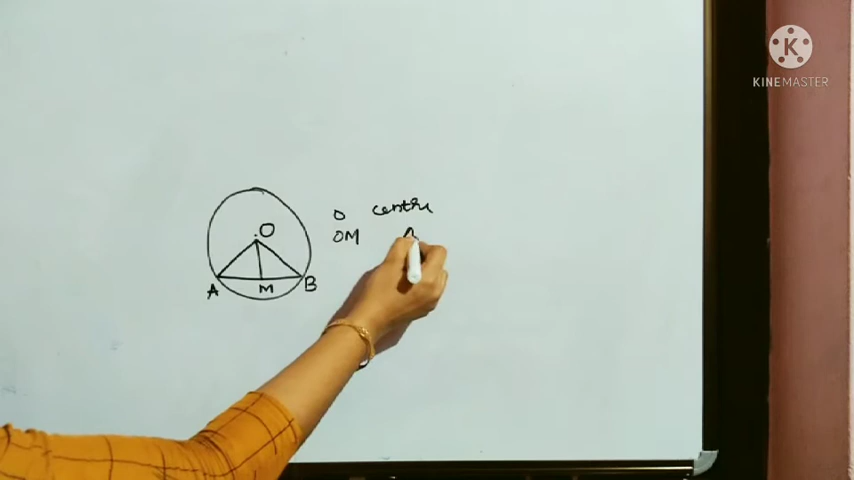 O centre
OM A
O
A M B
K
KINEMASTER